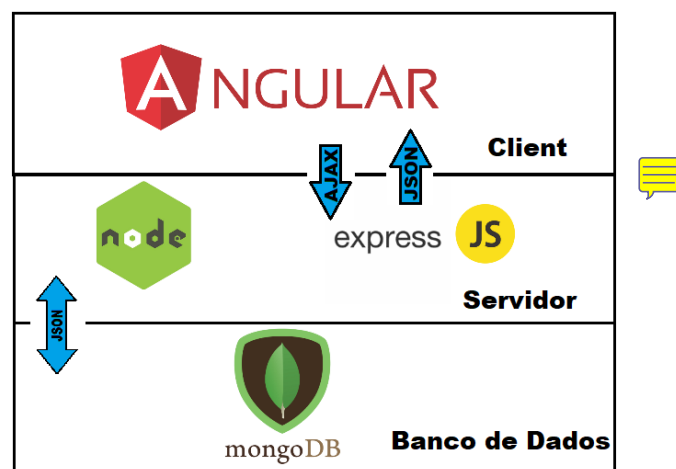 ANGULAR
Client
AJAX
JSON
node
express JS
Servidor
JSON
mongoDB
Banco de Dados